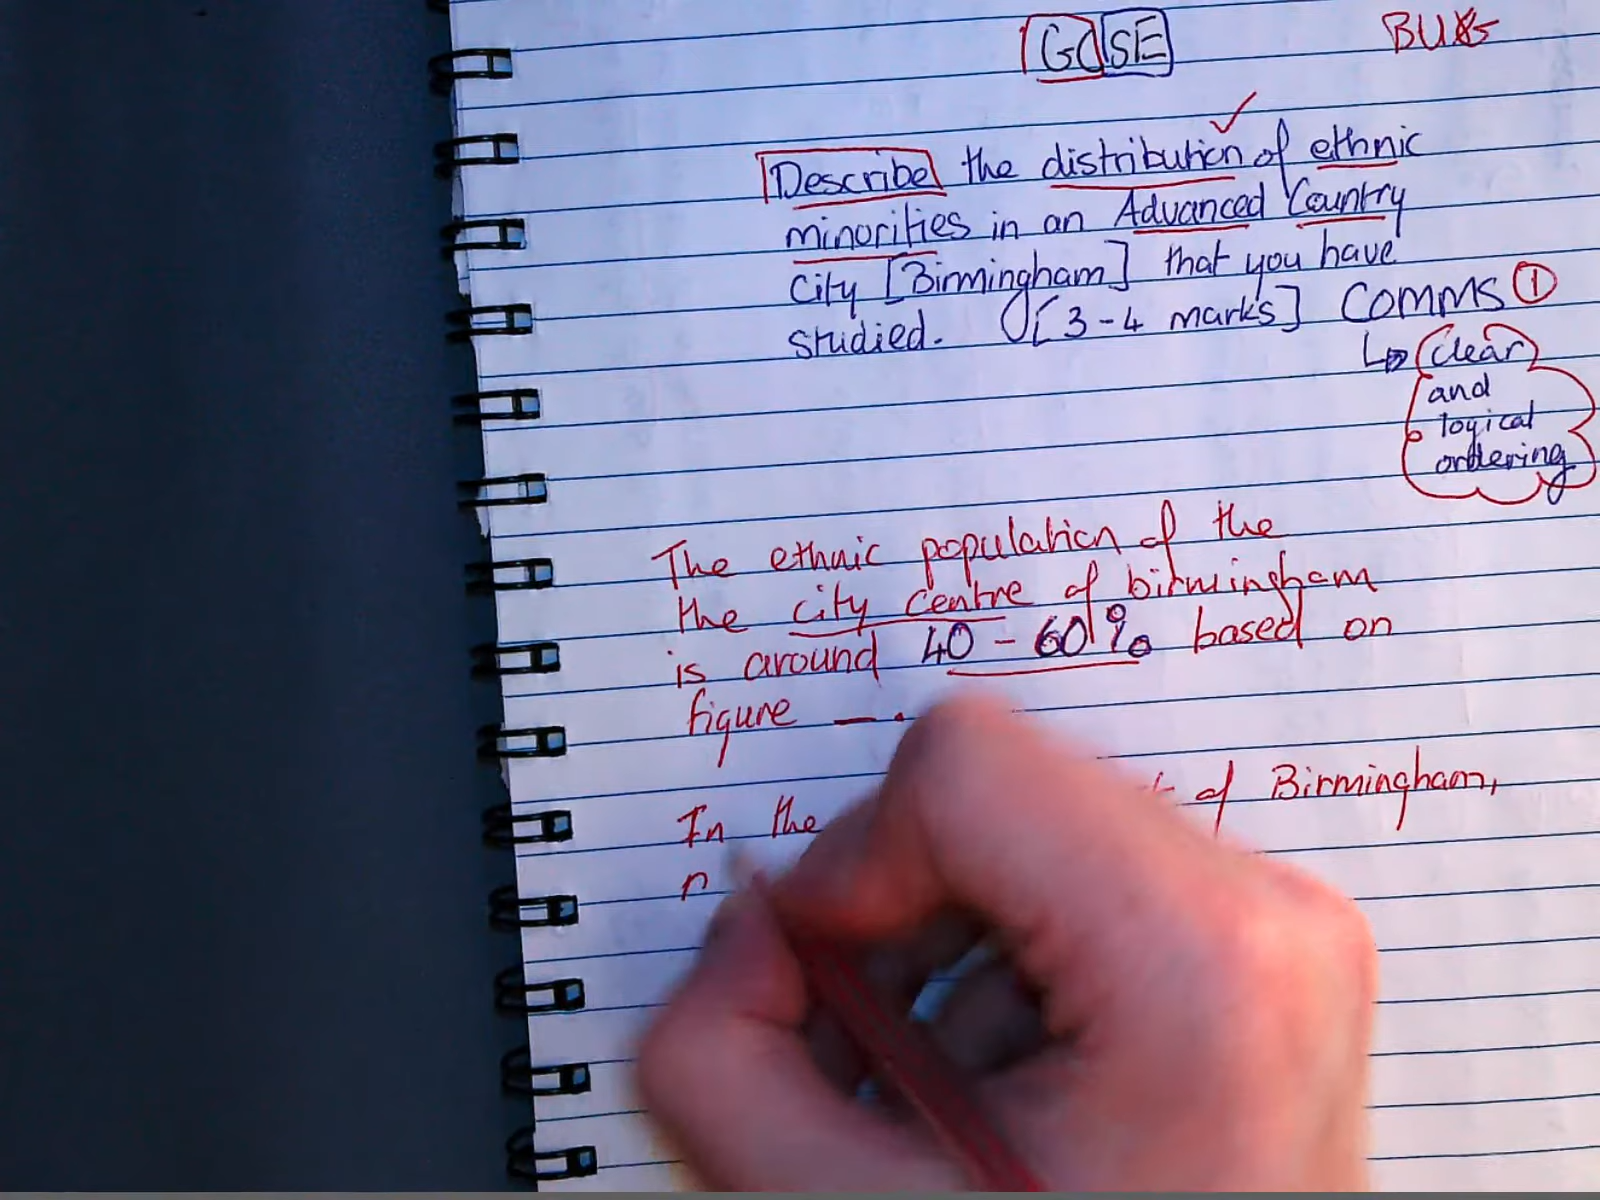 GCSE
BUG
Describe the distribution of ethnic
minorities in an Advanced Country
City [Birmingham] that you have
studied. [3-4 marks] COMMS 1
clear
and
logical
ordering
The ethnic population of the
the city centre of birmingham
is around 40-60% based on
figure —.
In the
of Birmingham,